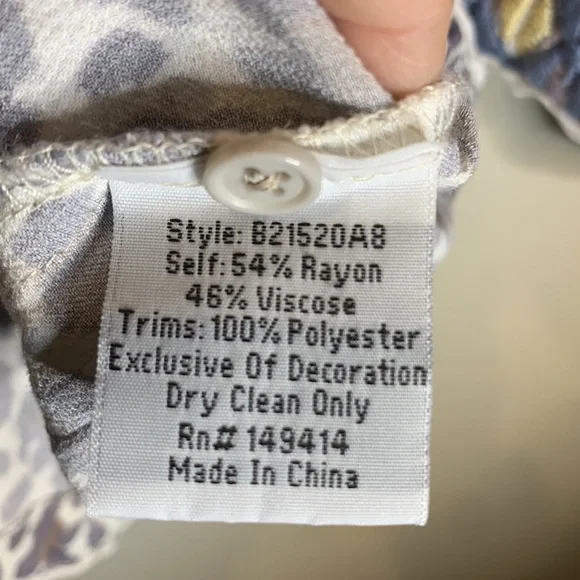 Style: B21520A8
Self: 54% Rayon
46% Viscose
Trims: 100% Polyester
Exclusive Of Decoration
Dry Clean Only
Rn# 149414
Made In China